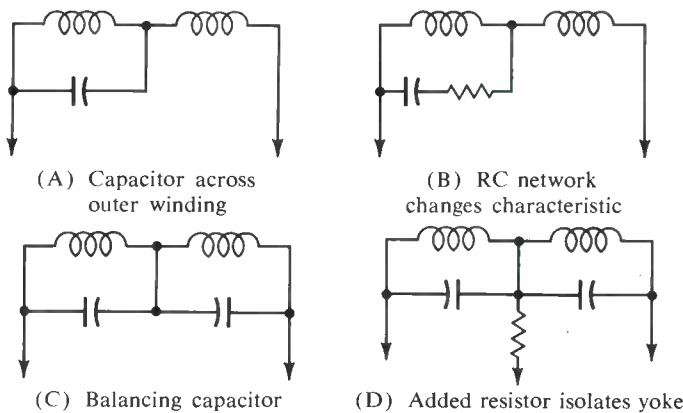 (A) Capacitor across
outer winding
(B) RC network
changes characteristic
(C) Balancing capacitor
(D) Added resistor isolates yoke